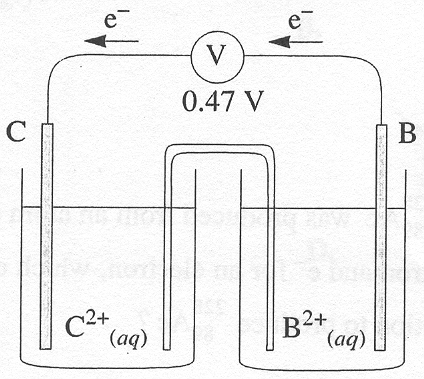 e⁻ e⁻
V
0.47 V
C B
C²⁺(aq) B²⁺(aq)